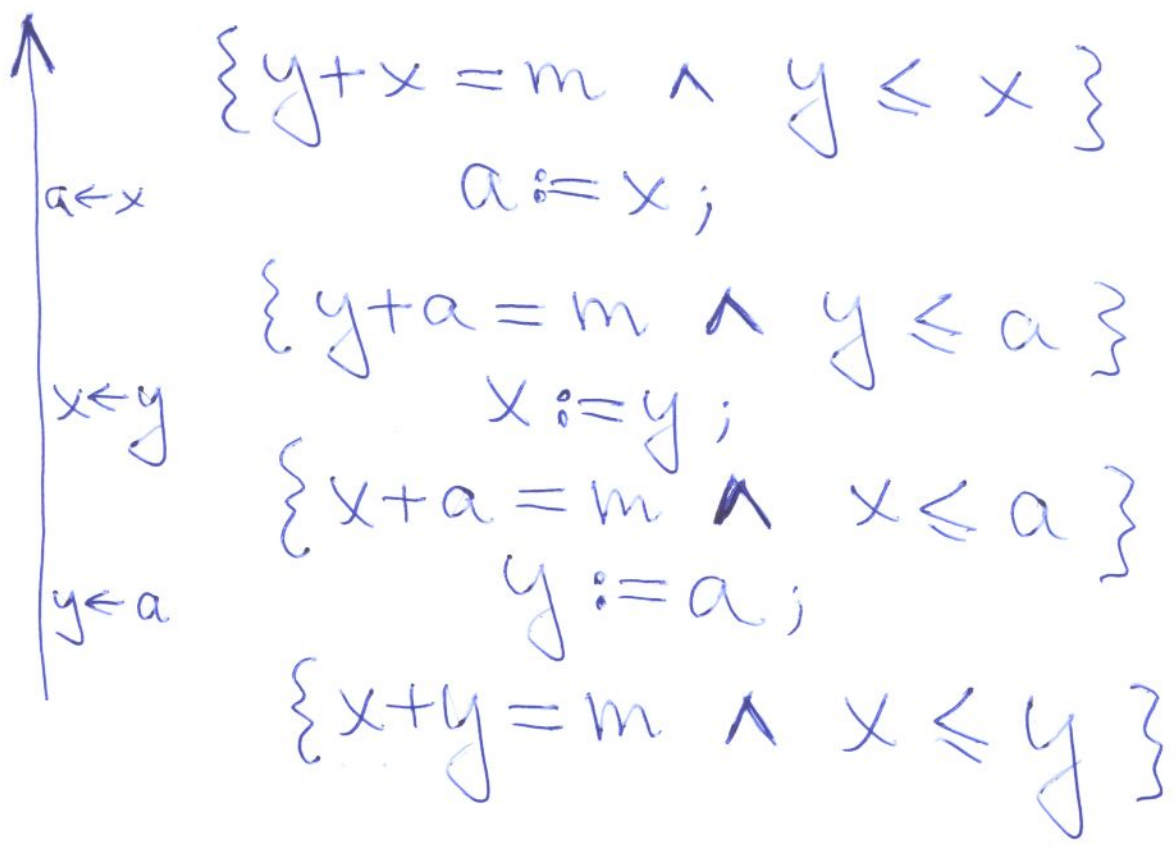 {y+x = m ∧ y ≤ x}
a←x a:=x;
{y+a = m ∧ y ≤ a}
x←y x:=y;
{x+a = m ∧ x ≤ a}
y←a y:=a;
{x+y = m ∧ x ≤ y}